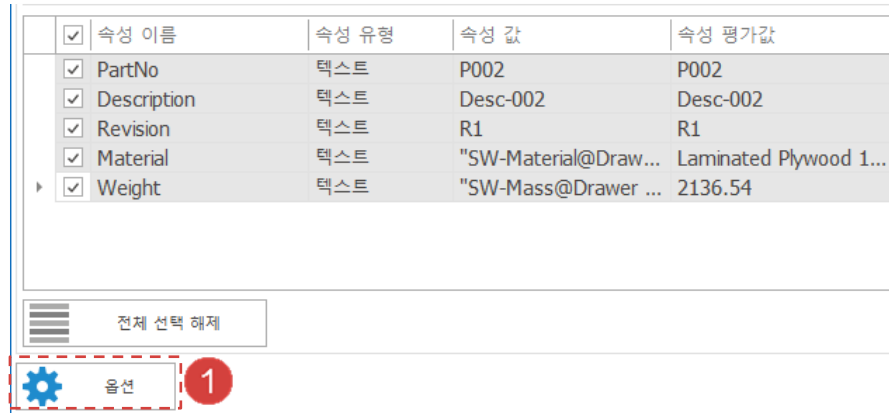 속성 이름 속성 유형 속성 값 속성 평가값
PartNo 텍스트 P002 P002
Description 텍스트 Desc-002 Desc-002
Revision 텍스트 R1 R1
Material 텍스트 "SW-Material@Draw... Laminated Plywood 1...
Weight 텍스트 "SW-Mass@Drawer ... 2136.54
전체 선택 해제
옵션 1